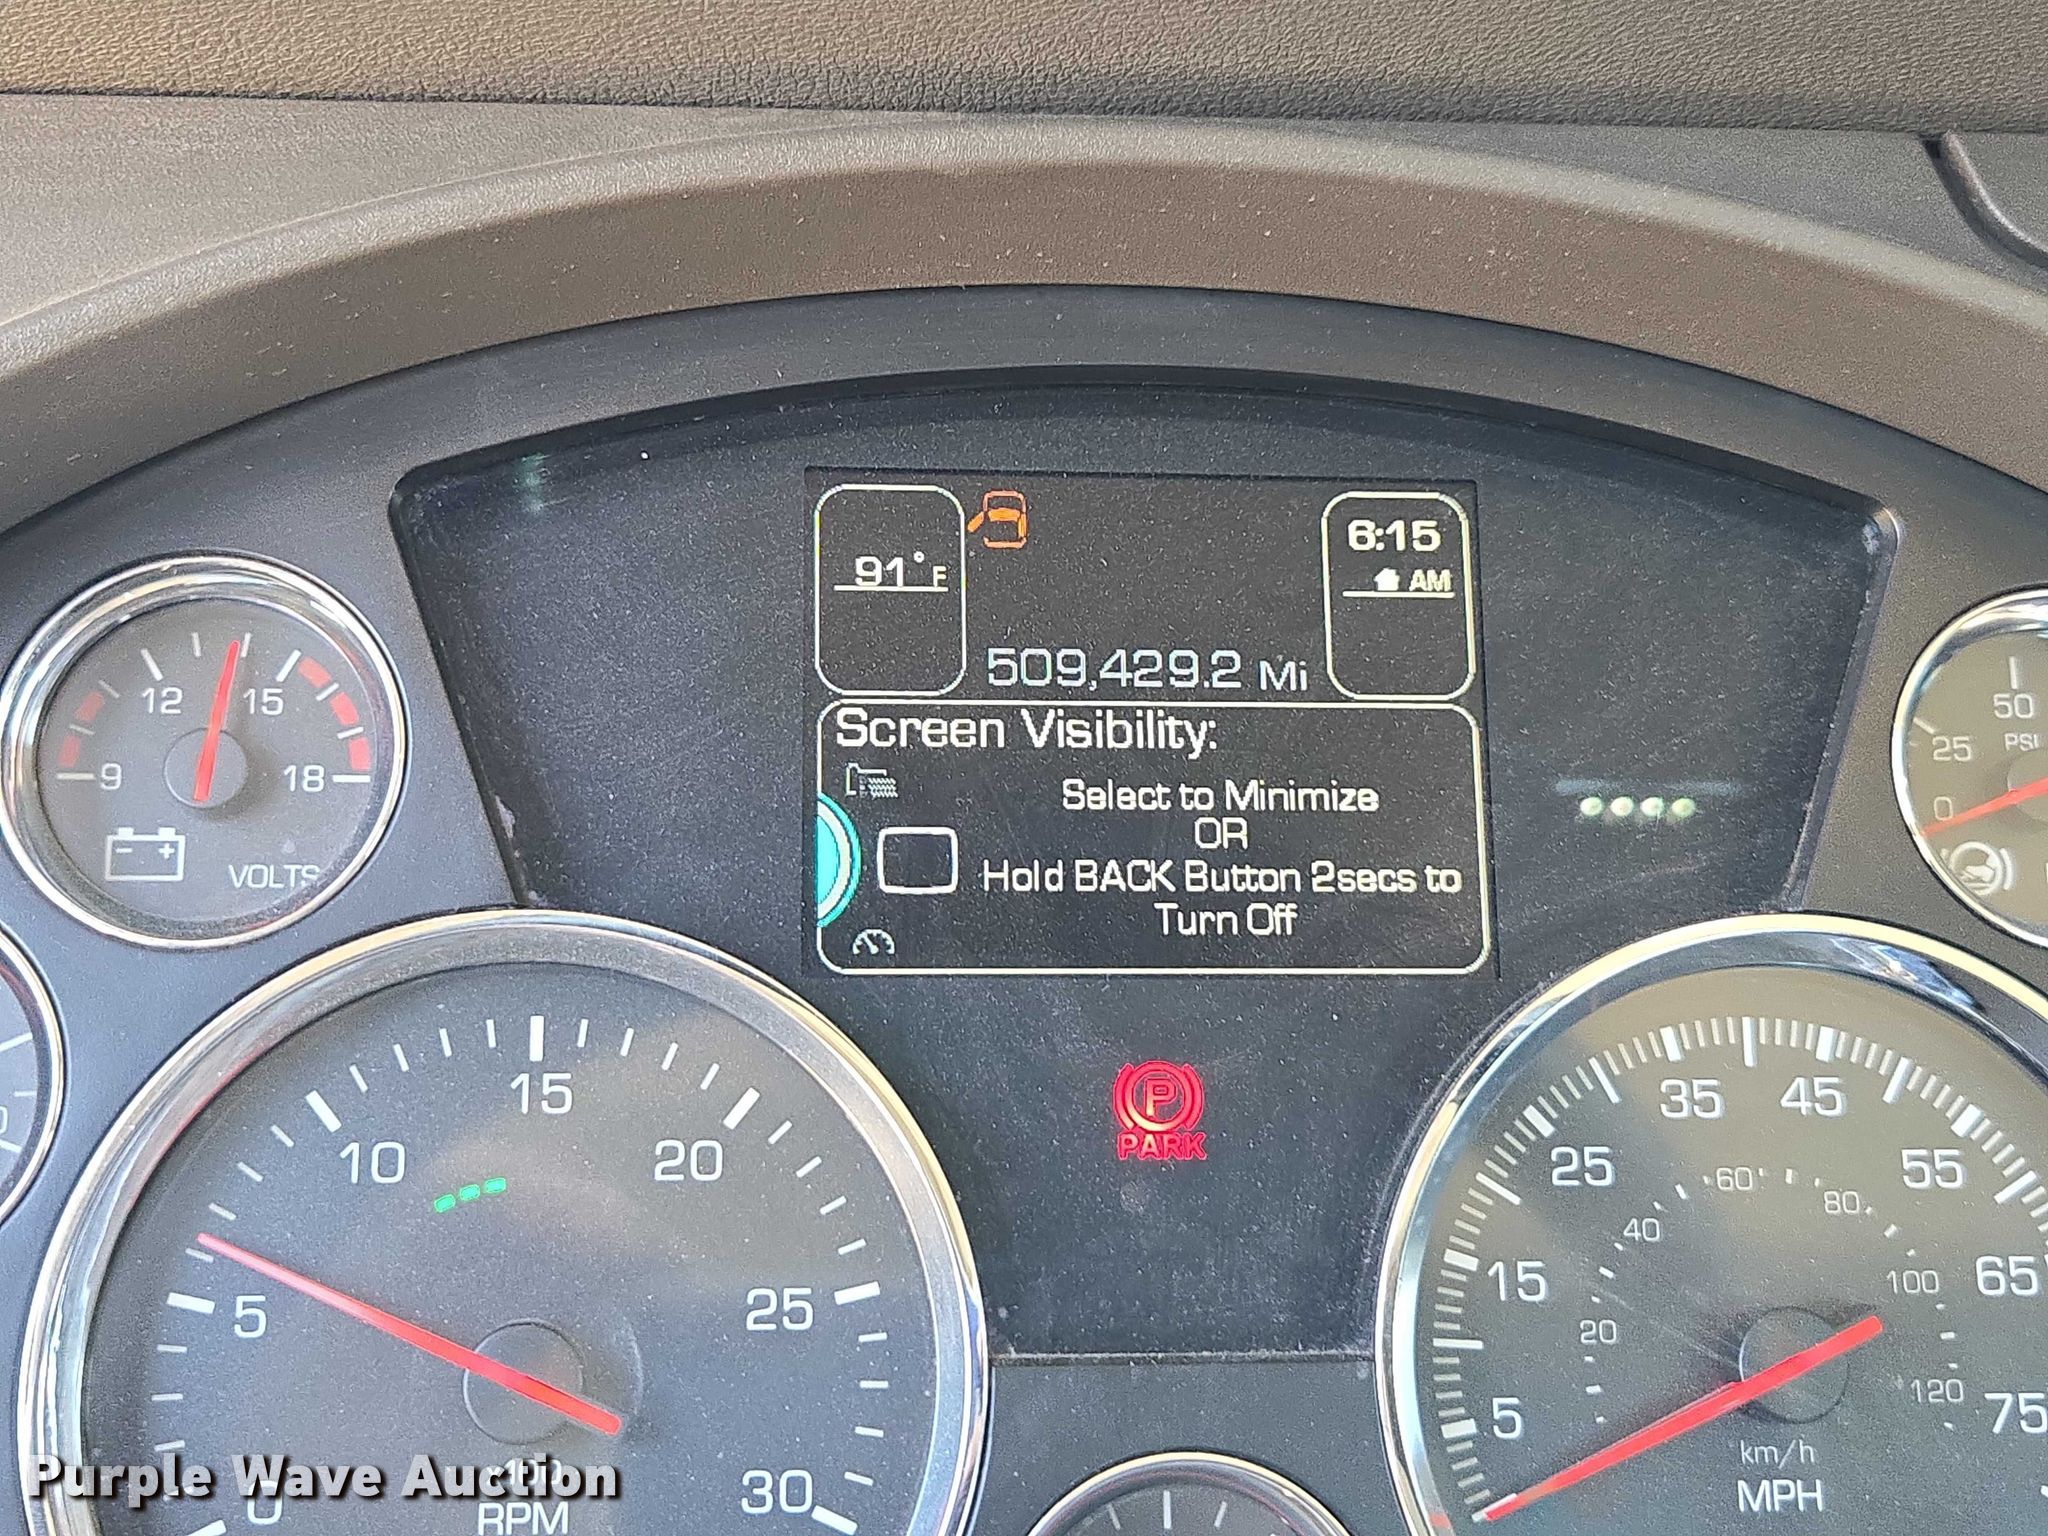 91°F
6:15
AM
509,429.2 Mi
Screen Visibility:
Select to Minimize
OR
Hold BACK Button 2secs to
Turn Off
9 12 15 18
VOLTS
50
25
PSI
0
P
PARK
0 5 10 15 20 25 30
RPM
5 15 25 35 45 55 65 75
20 40 60 80 100 120
km/h
MPH
Purple Wave Auction